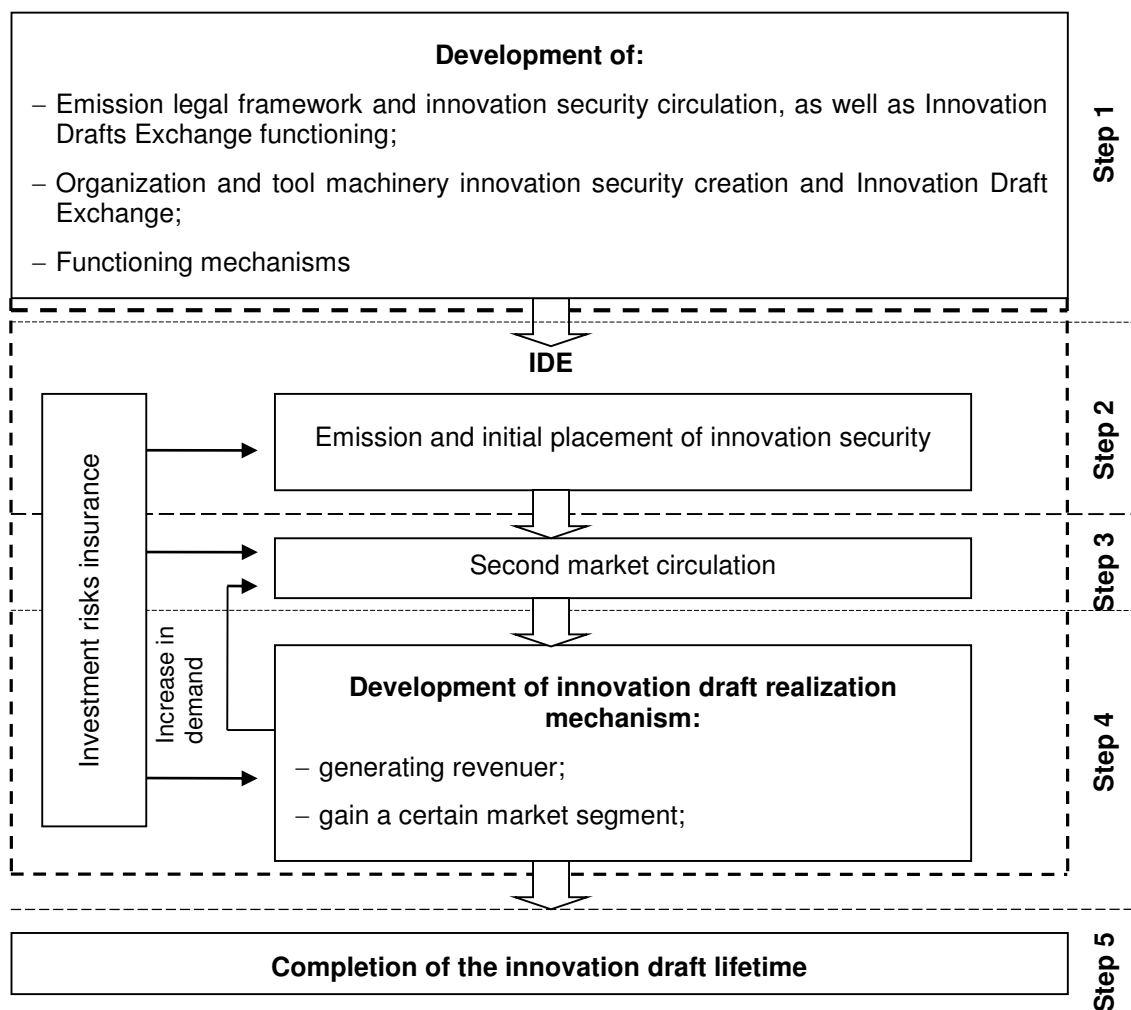 Development of:
– Emission legal framework and innovation security circulation, as well as Innovation
Drafts Exchange functioning;
– Organization and tool machinery innovation security creation and Innovation Draft
Exchange;
– Functioning mechanisms
Step 1
IDE
Emission and initial placement of innovation security
Step 2
Investment risks insurance
Second market circulation
Step 3
Increase in
demand
Development of innovation draft realization
mechanism:
– generating revenuer;
– gain a certain market segment;
Step 4
Completion of the innovation draft lifetime
Step 5